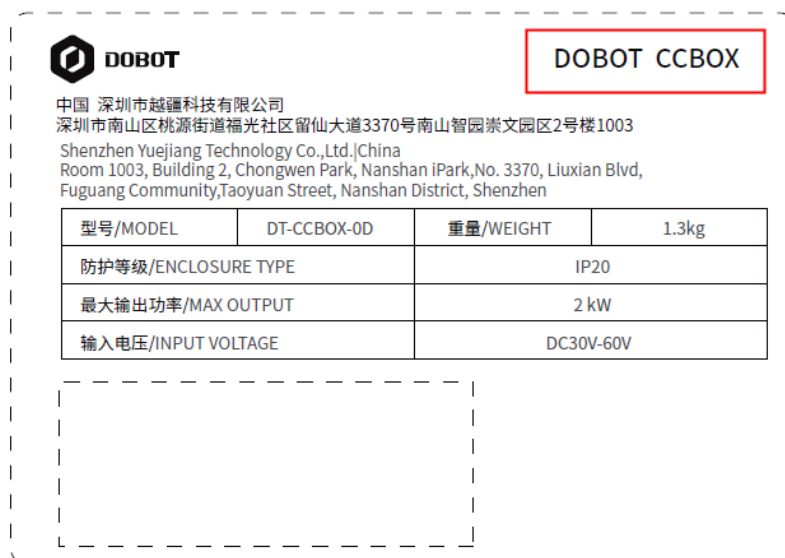 DOBOT
DOBOT CCBOX
中国 深圳市越疆科技有限公司
深圳市南山区桃源街道福光社区留仙大道3370号南山智园崇文园区2号楼1003
Shenzhen Yuejiang Technology Co.,Ltd.|China
Room 1003, Building 2, Chongwen Park, Nanshan iPark,No. 3370, Liuxian Blvd,
Fuguang Community,Taoyuan Street, Nanshan District, Shenzhen
型号/MODEL DT-CCBOX-0D 重量/WEIGHT 1.3kg
防护等级/ENCLOSURE TYPE IP20
最大输出功率/MAX OUTPUT 2 kW
输入电压/INPUT VOLTAGE DC30V-60V